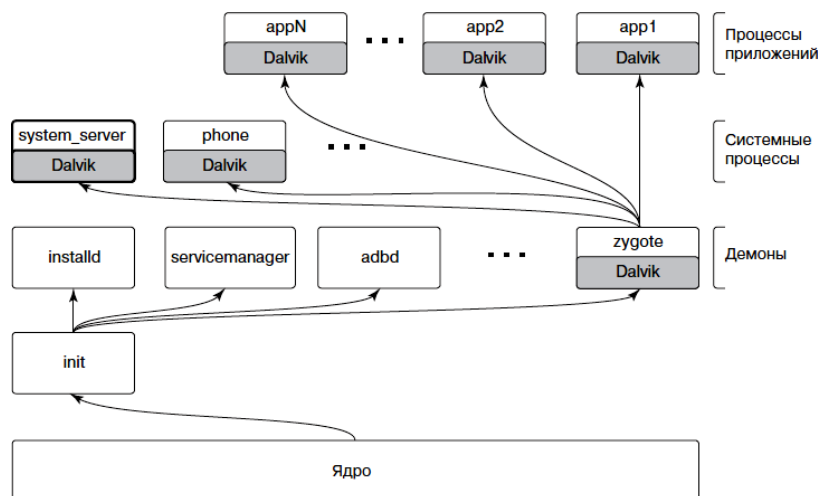 appN
app2
app1
Процессы
приложений
Dalvik
Dalvik
Dalvik
system_server
phone
Системные
процессы
Dalvik
Dalvik
installd
servicemanager
adbd
zygote
Демоны
Dalvik
init
Ядро